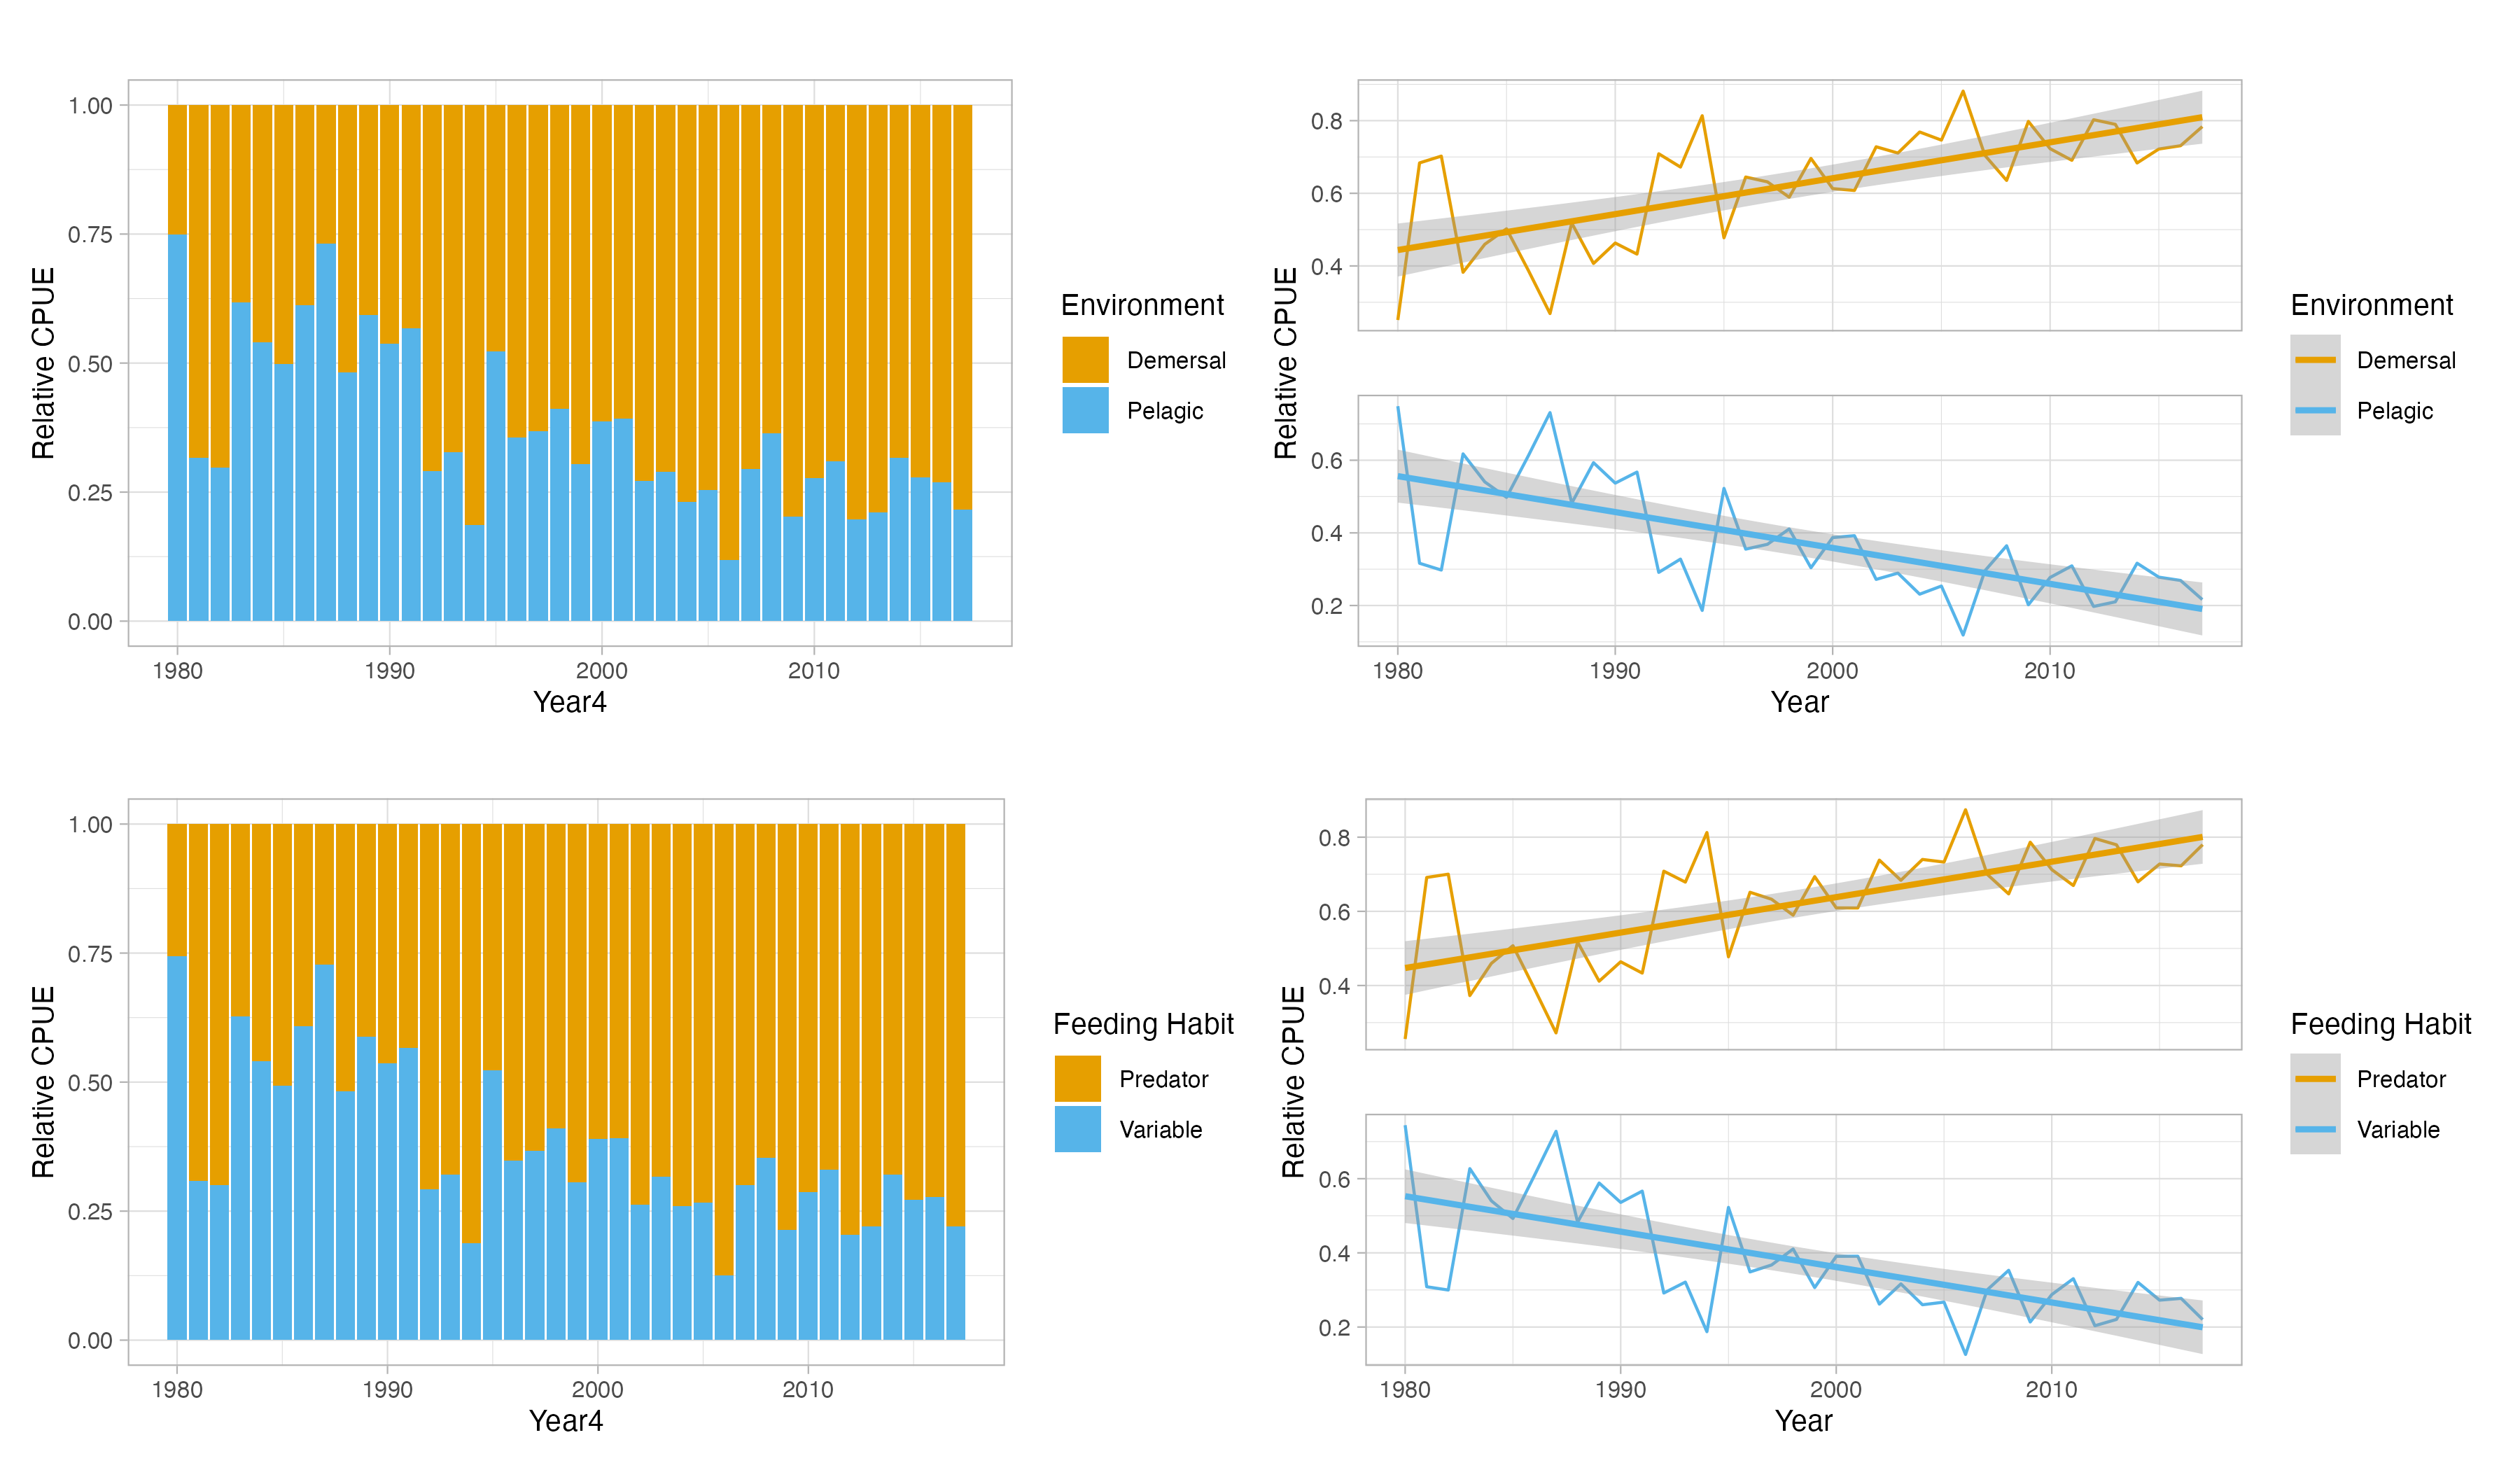 1.00
0.75
0.50
0.25
0.00
Relative CPUE
1980 1990 2000 2010
Year4
Environment
Demersal
Pelagic
0.8
0.6
0.4
0.6
0.4
0.2
Relative CPUE
1980 1990 2000 2010
Year
Environment
Demersal
Pelagic
1.00
0.75
0.50
0.25
0.00
Relative CPUE
1980 1990 2000 2010
Year4
Feeding Habit
Predator
Variable
0.8
0.6
0.4
0.6
0.4
0.2
Relative CPUE
1980 1990 2000 2010
Year
Feeding Habit
Predator
Variable